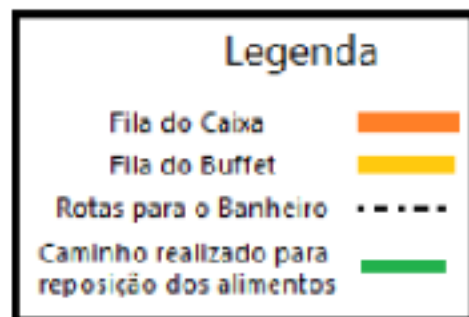 Legenda
Fila do Caixa
Fila do Buffet
Rotas para o Banheiro
Caminho realizado para
reposição dos alimentos